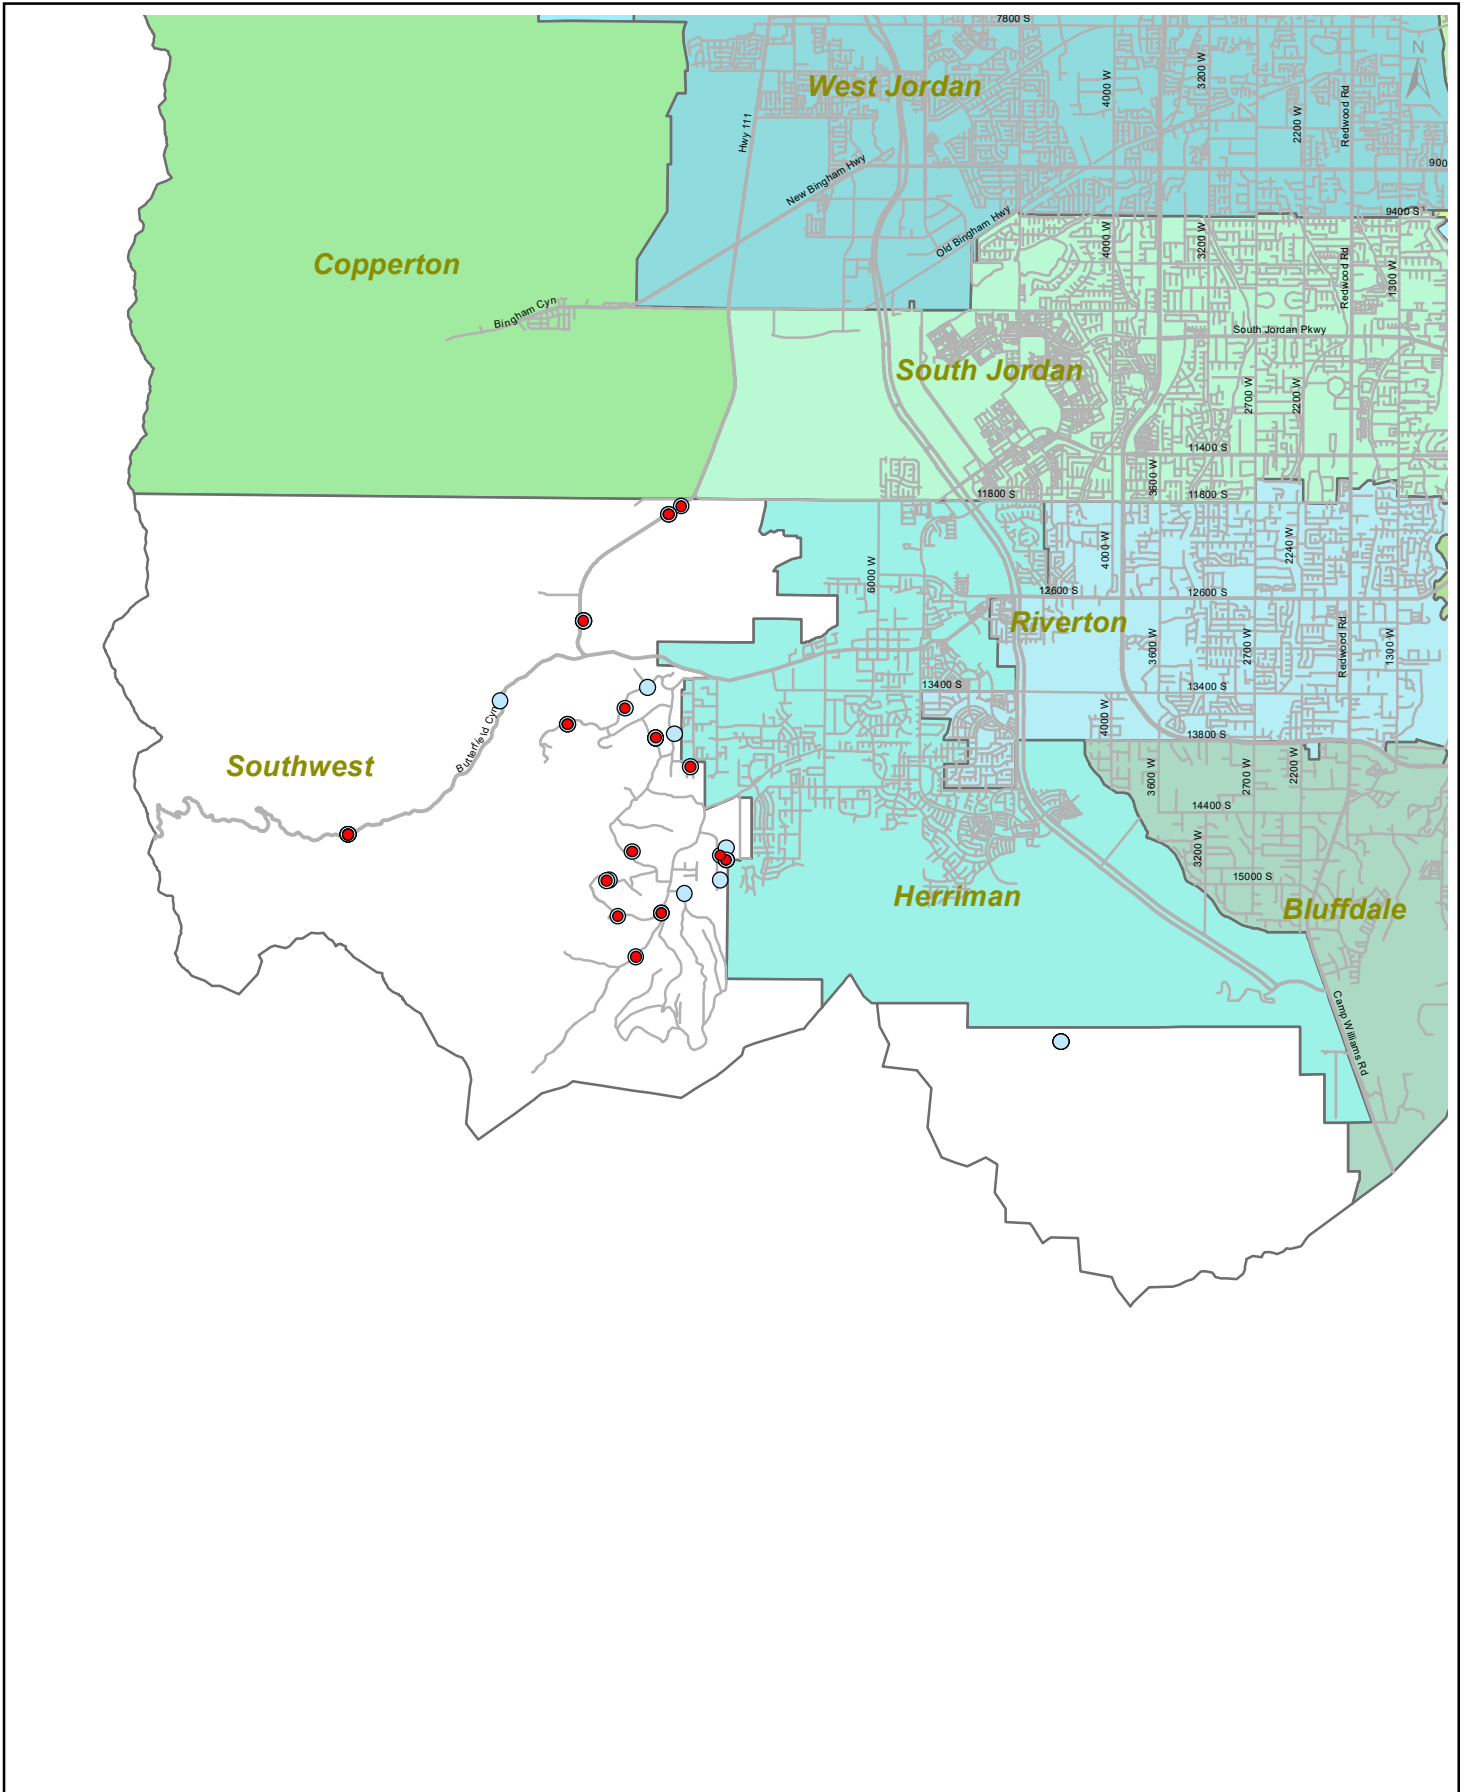 7800 S
N
West Jordan
4000 W
3200 W
2200 W
Redwood Rd
Hwy 111
New Bingham Hwy
900
Old Bingham Hwy
9400 S
Copperton
4000 W
3200 W
Redwood Rd
1300 W
Bingham Cyn
South Jordan Pkwy
South Jordan
2700 W
2200 W
11400 S
3600 W
11800 S
11800 S
4000 W
2240 W
6000 W
12600 S
12600 S
Riverton
3600 W
2700 W
Redwood Rd
1300 W
13400 S
13400 S
4000 W
13800 S
Butterfield Cyn
Southwest
3600 W
2700 W
2200 W
14400 S
3200 W
15000 S
Herriman
Bluffdale
Camp Williams Rd